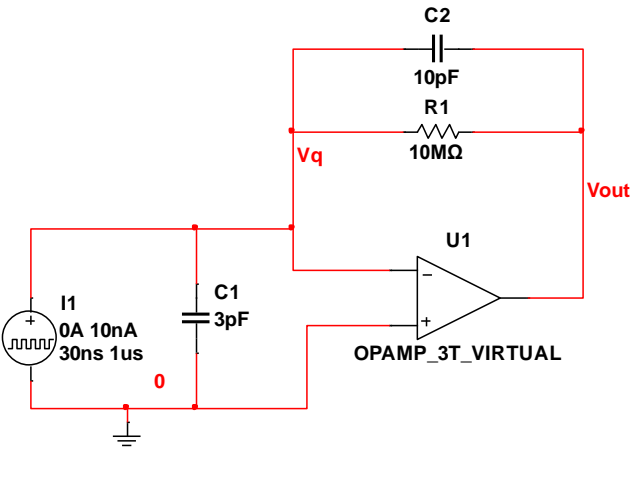 C2
10pF
R1
10MΩ
Vq
Vout
U1
I1
0A 10nA
30ns 1us
C1
3pF
OPAMP_3T_VIRTUAL
0